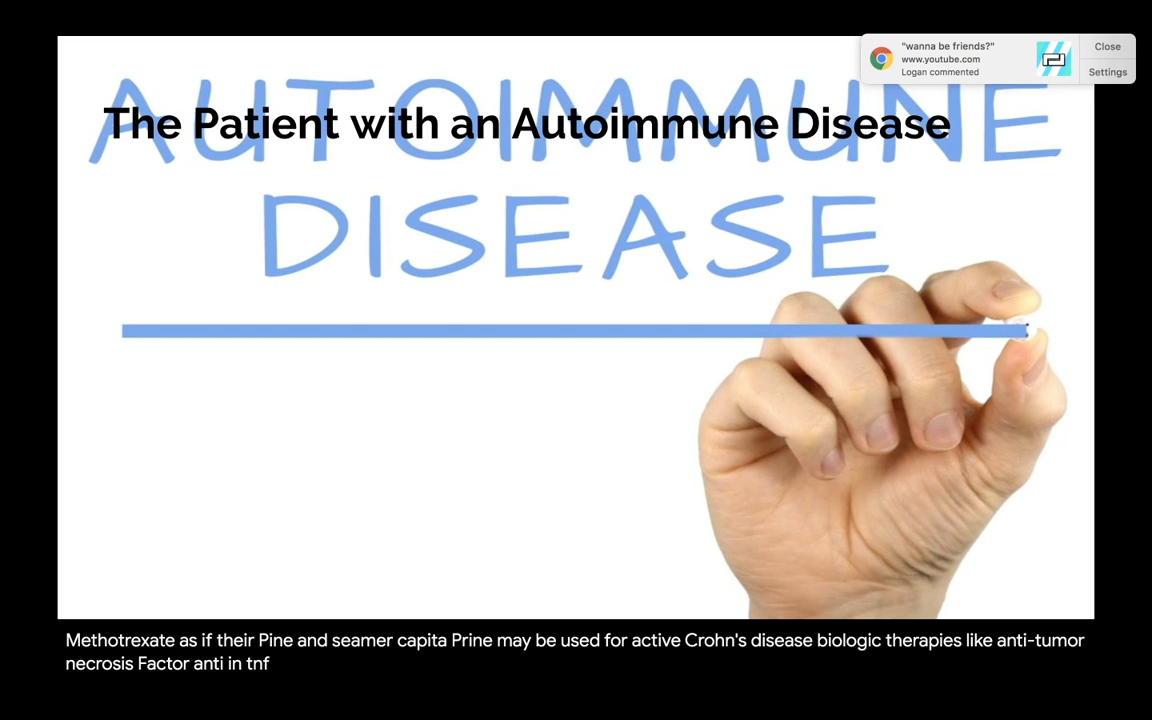 "wanna be friends?"
www.youtube.com
Logan commented
Close
Settings
AUTOIMMUNE
The Patient with an Autoimmune Disease
DISEASE
Methotrexate as if their Pine and seamer capita Prine may be used for active Crohn's disease biologic therapies like anti-tumor
necrosis Factor anti in tnf